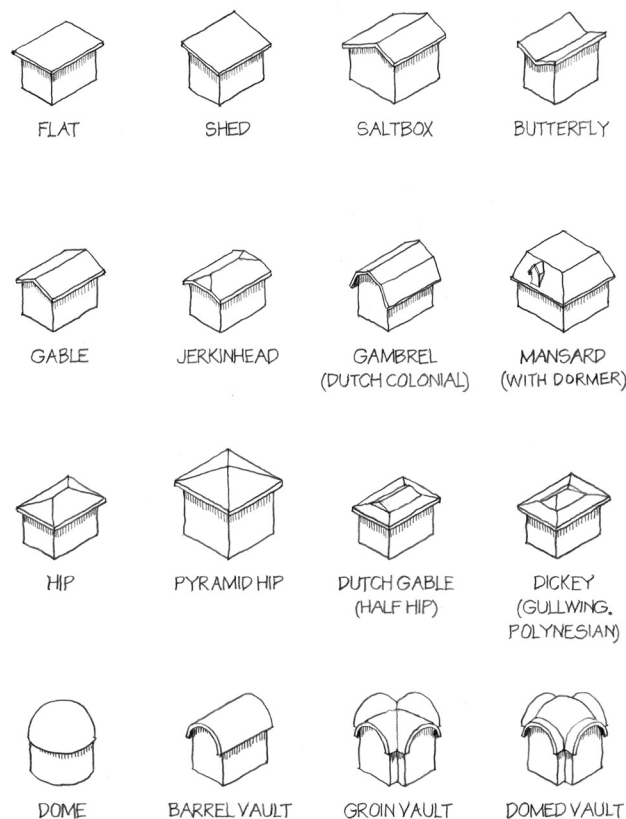 FLAT
SHED
SALTBOX
BUTTERFLY
GABLE
JERKINHEAD
GAMBREL
(DUTCH COLONIAL)
MANSARD
(WITH DORMER)
HIP
PYRAMID HIP
DUTCH GABLE
(HALF HIP)
DICKEY
(GULLWING.
POLYNESIAN)
DOME
BARREL VAULT
GROIN VAULT
DOMED VAULT